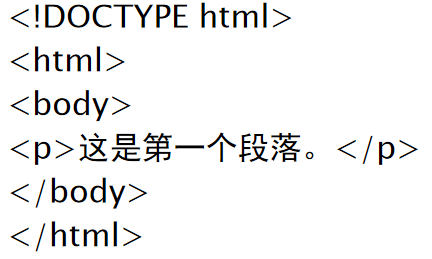 <!DOCTYPE html>
<html>
<body>
<p>这是第一个段落。</p>
</body>
</html>